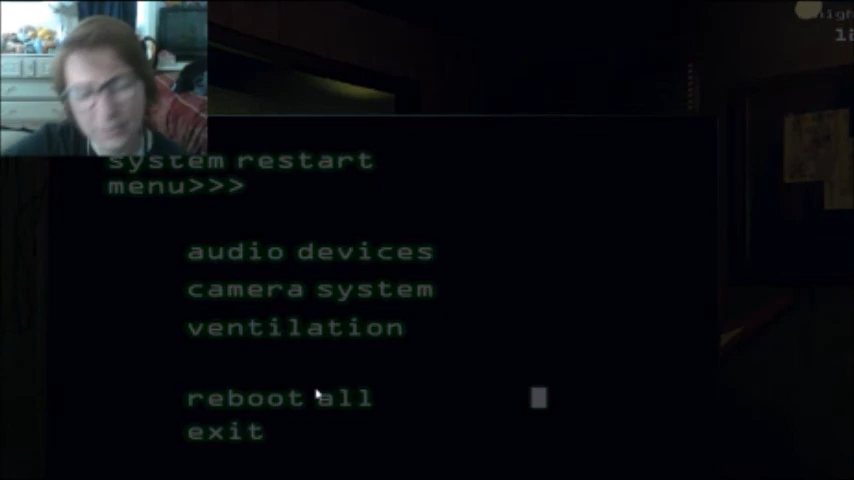 system restart
menu>>>
audio devices
camera system
ventilation
reboot all
exit